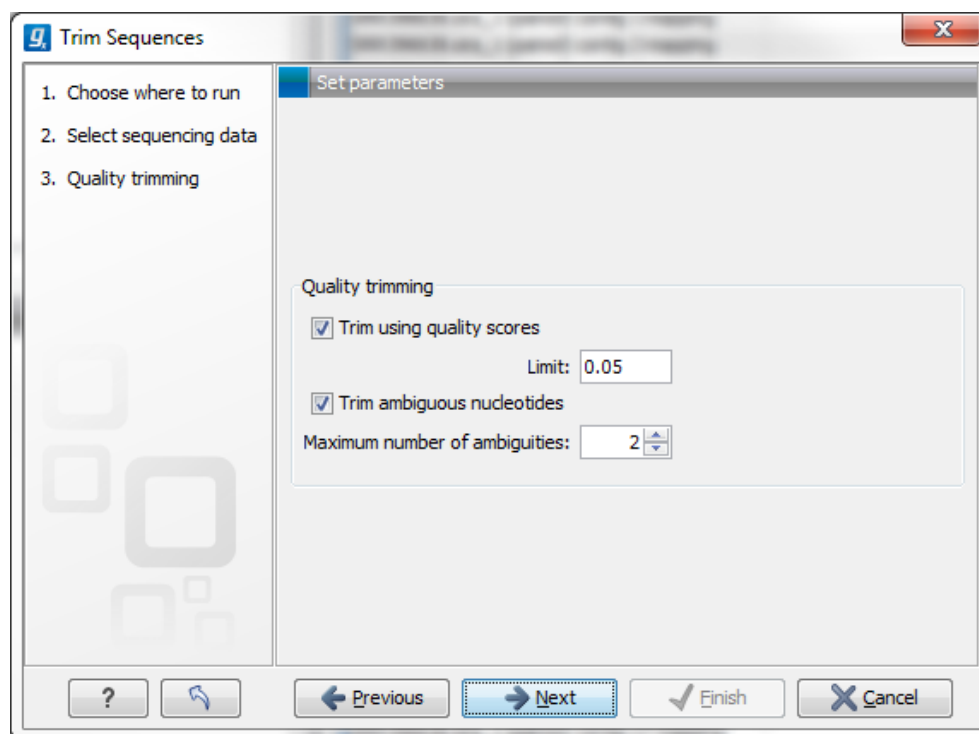 Trim Sequences
1. Choose where to run
2. Select sequencing data
3. Quality trimming
Set parameters
Quality trimming
Trim using quality scores
Limit: 0.05
Trim ambiguous nucleotides
Maximum number of ambiguities: 2
? Previous Next Finish Cancel